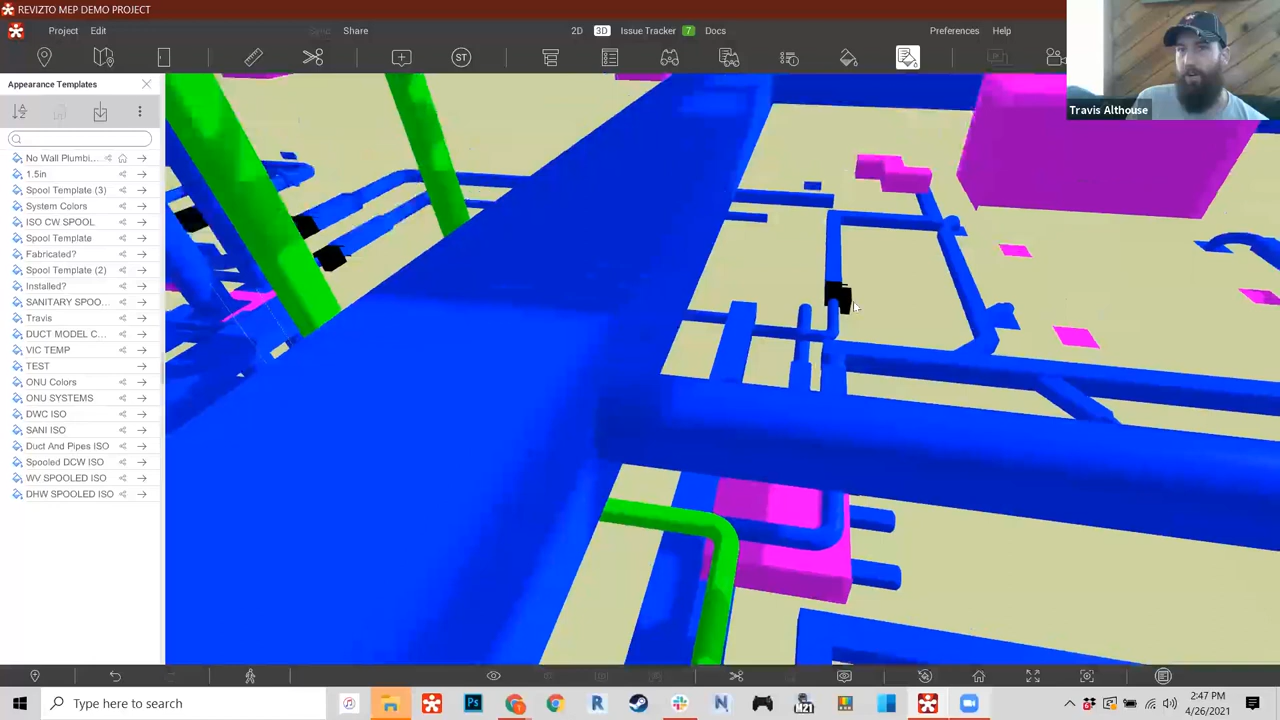 REVIZTO MEP DEMO PROJECT
Project Edit Sync Share 2D 3D Issue Tracker 7 Docs Preferences Help
ST
Travis Althouse
Appearance Templates
No Wall Plumbi...
1.5in
Spool Template (3)
System Colors
ISO CW SPOOL
Spool Template
Fabricated?
Spool Template (2)
Installed?
SANITARY SPOO...
Travis
DUCT MODEL C...
VIC TEMP
TEST
ONU Colors
ONU SYSTEMS
DWC ISO
SANI ISO
Duct And Pipes ISO
Spooled DCW ISO
WV SPOOLED ISO
DHW SPOOLED ISO
Type here to search
2:47 PM
4/26/2021